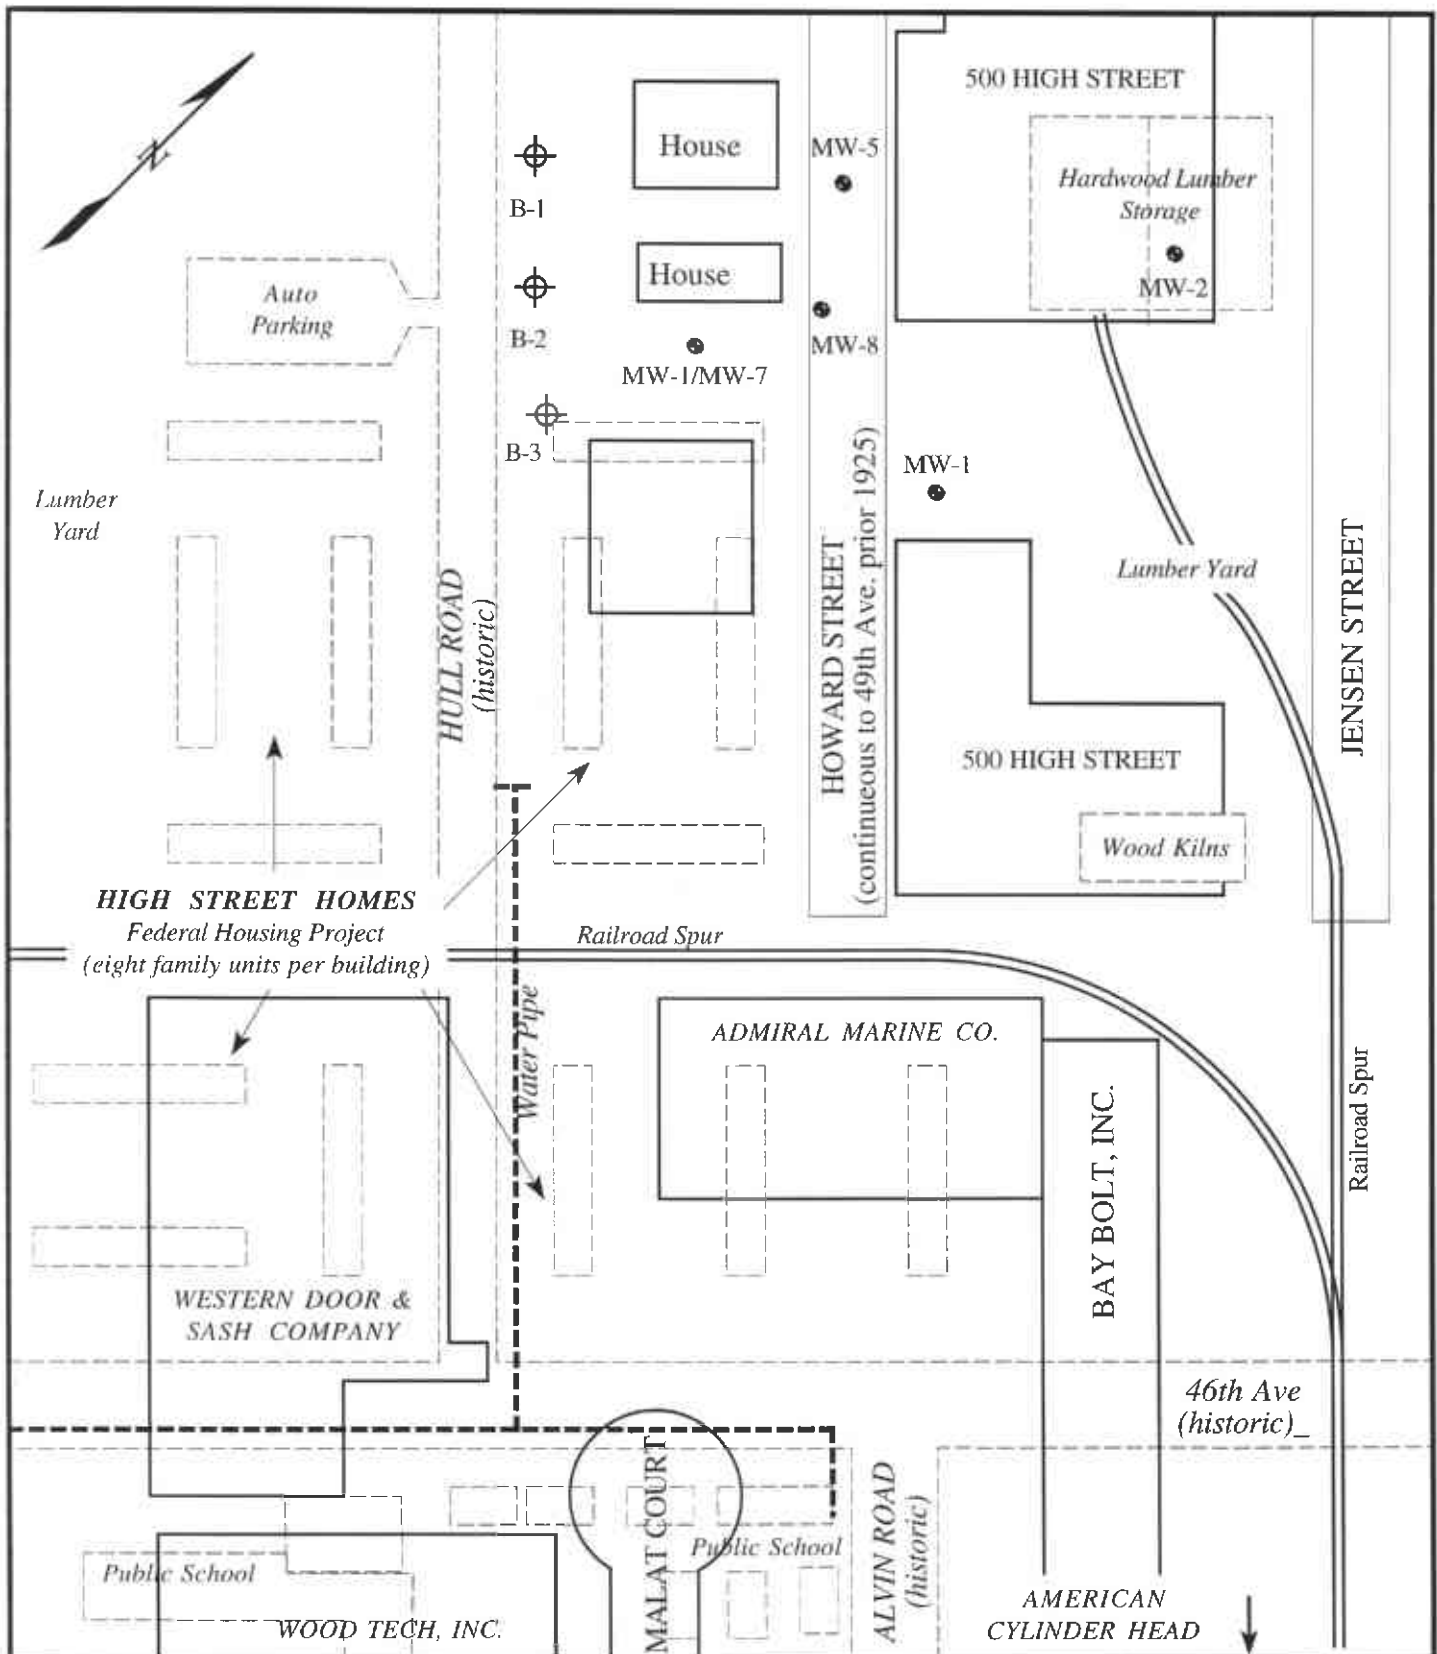 500 HIGH STREET
House
MW-5
Hardwood Lumber
Storage
B-1
MW-2
House
Auto
Parking
B-2
MW-8
MW-1/MW-7
B-3
MW-1
Lumber
Yard
HULL ROAD
(historic)
HOWARD STREET
(continueous to 49th Ave. prior 1925)
Lumber Yard
JENSEN STREET
500 HIGH STREET
Wood Kilns
HIGH STREET HOMES
Federal Housing Project
(eight family units per building)
Railroad Spur
Water Pipe
ADMIRAL MARINE CO.
BAY BOLT, INC.
Railroad Spur
WESTERN DOOR &
SASH COMPANY
46th Ave
(historic)_
MALAT COURT
ALVIN ROAD
(historic)
Public School
Public School
WOOD TECH, INC.
AMERICAN
CYLINDER HEAD